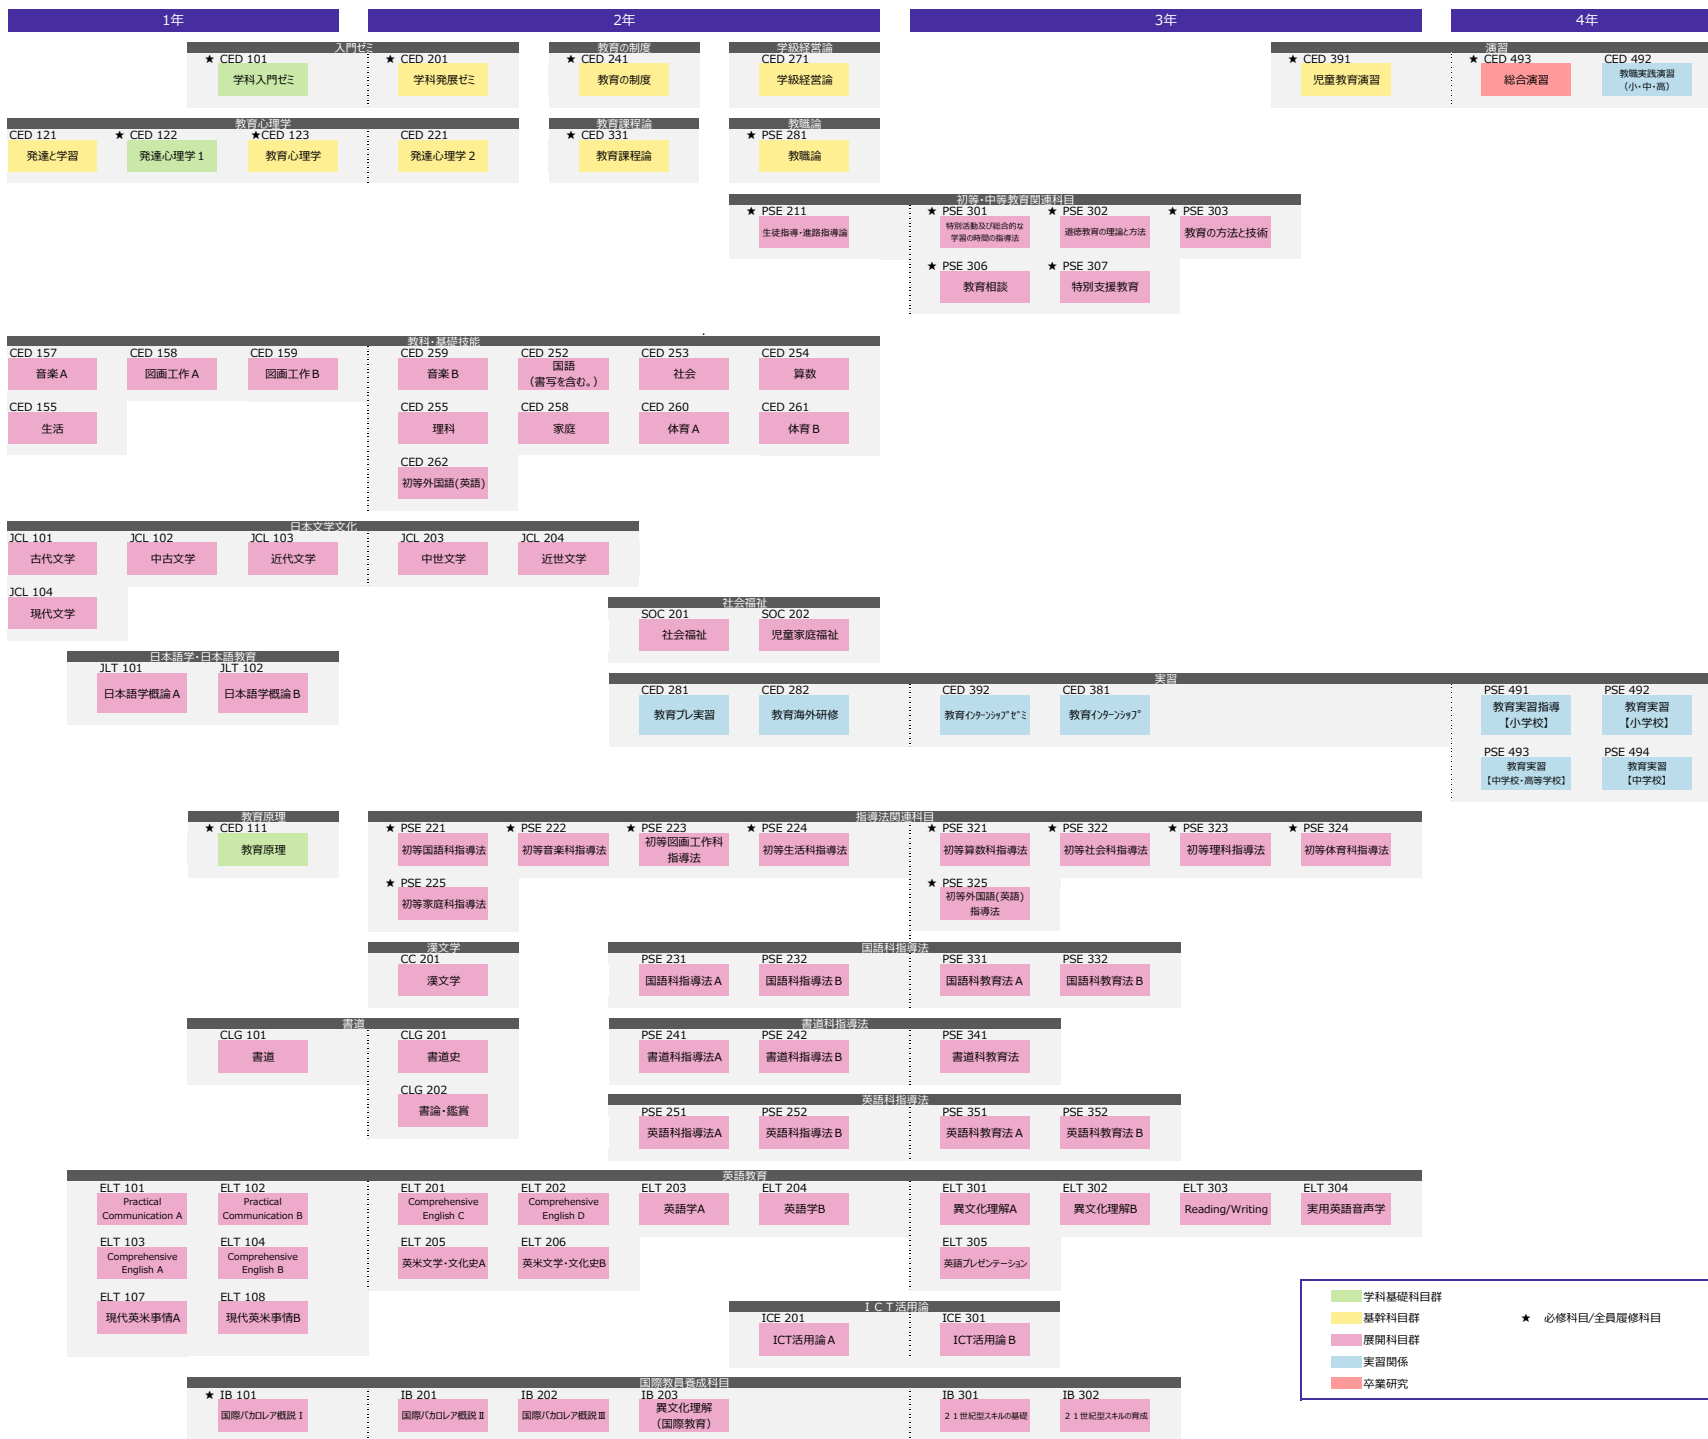 1年
2年
3年
4年
入門ゼミ
教育の制度
学級経営論
演習
★ CED 101
★ CED 201
★ CED 241
CED 271
★ CED 391
★ CED 493
CED 492
学科入門ゼミ
学科発展ゼミ
教育の制度
学級経営論
児童教育演習
総合演習
教職実践演習
(小・中・高)
教育心理学
教育課程論
教職論
CED 121
★ CED 122
★CED 123
CED 221
★ CED 331
★ PSE 281
発達と学習
発達心理学1
教育心理学
発達心理学2
教育課程論
教職論
初等・中等教育関連科目
★ PSE 211
★ PSE 301
★ PSE 302
★ PSE 303
生徒指導・進路指導論
特別活動及び総合的な
学習の時間の指導法
道徳教育の理論と方法
教育の方法と技術
★ PSE 306
★ PSE 307
教育相談
特別支援教育
教科・基礎技能
CED 157
CED 158
CED 159
CED 259
CED 252
CED 253
CED 254
音楽A
図画工作A
図画工作B
音楽B
国語
(書写を含む。)
社会
算数
CED 155
CED 255
CED 258
CED 260
CED 261
生活
理科
家庭
体育A
体育B
CED 262
初等外国語(英語)
日本文学文化
JCL 101
JCL 102
JCL 103
JCL 203
JCL 204
古代文学
中古文学
近代文学
中世文学
近世文学
JCL 104
現代文学
社会福祉
SOC 201
SOC 202
社会福祉
児童家庭福祉
日本語学・日本語教育
JLT 101
JLT 102
日本語学概論A
日本語学概論B
実習
CED 281
CED 282
CED 392
CED 381
PSE 491
PSE 492
教育プレ実習
教育海外研修
教育インターンシップゼミ
教育インターンシップ
教育実習指導
【小学校】
教育実習
【小学校】
PSE 493
PSE 494
教育実習
【中学校・高等学校】
教育実習
【中学校】
教育原理
指導法関連科目
★ CED 111
★ PSE 221
★ PSE 222
★ PSE 223
★ PSE 224
★ PSE 321
★ PSE 322
★ PSE 323
★ PSE 324
教育原理
初等国語科指導法
初等音楽科指導法
初等図画工作科
指導法
初等生活科指導法
初等算数科指導法
初等社会科指導法
初等理科指導法
初等体育科指導法
★ PSE 225
★ PSE 325
初等家庭科指導法
初等外国語(英語)
指導法
漢文学
国語科指導法
CC 201
PSE 231
PSE 232
PSE 331
PSE 332
漢文学
国語科指導法A
国語科指導法B
国語科教育法A
国語科教育法B
書道
書道科指導法
CLG 101
CLG 201
PSE 241
PSE 242
PSE 341
書道
書道史
書道科指導法A
書道科指導法B
書道科教育法
CLG 202
書論・鑑賞
英語科指導法
PSE 251
PSE 252
PSE 351
PSE 352
英語科指導法A
英語科指導法B
英語科教育法A
英語科教育法B
英語教育
ELT 101
ELT 102
ELT 201
ELT 202
ELT 203
ELT 204
ELT 301
ELT 302
ELT 303
ELT 304
Practical
Communication A
Practical
Communication B
Comprehensive
English C
Comprehensive
English D
英語学A
英語学B
異文化理解A
異文化理解B
Reading/Writing
実用英語音声学
ELT 103
ELT 104
ELT 205
ELT 206
ELT 305
Comprehensive
English A
Comprehensive
English B
英米文学・文化史A
英米文学・文化史B
英語プレゼンテーション
ELT 107
ELT 108
現代英米事情A
現代英米事情B
ICT活用論
ICE 201
ICE 301
ICT活用論A
ICT活用論B
国際教員養成科目
★ IB 101
IB 201
IB 202
IB 203
IB 301
IB 302
国際バカロレア概説Ⅰ
国際バカロレア概説Ⅱ
国際バカロレア概説Ⅲ
異文化理解
(国際教育)
21世紀型スキルの基礎
21世紀型スキルの育成
学科基礎科目群
基幹科目群
★ 必修科目/全員履修科目
展開科目群
実習関係
卒業研究